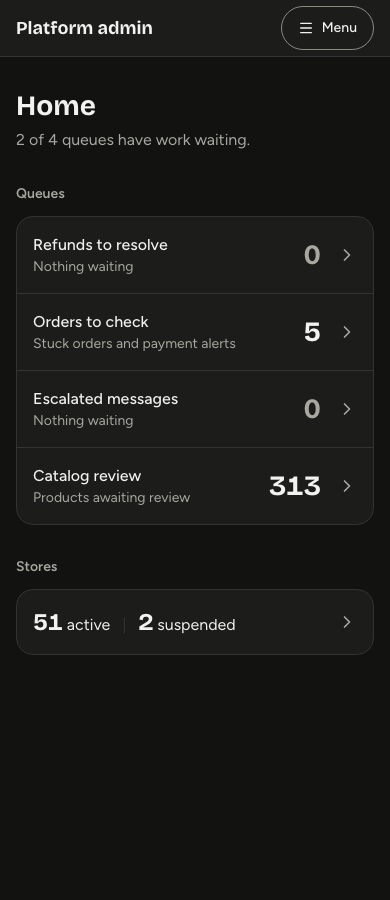 Platform admin
Menu
Home
2 of 4 queues have work waiting.
Queues
Refunds to resolve
Nothing waiting
0
Orders to check
Stuck orders and payment alerts
5
Escalated messages
Nothing waiting
0
Catalog review
Products awaiting review
313
Stores
51 active
2 suspended